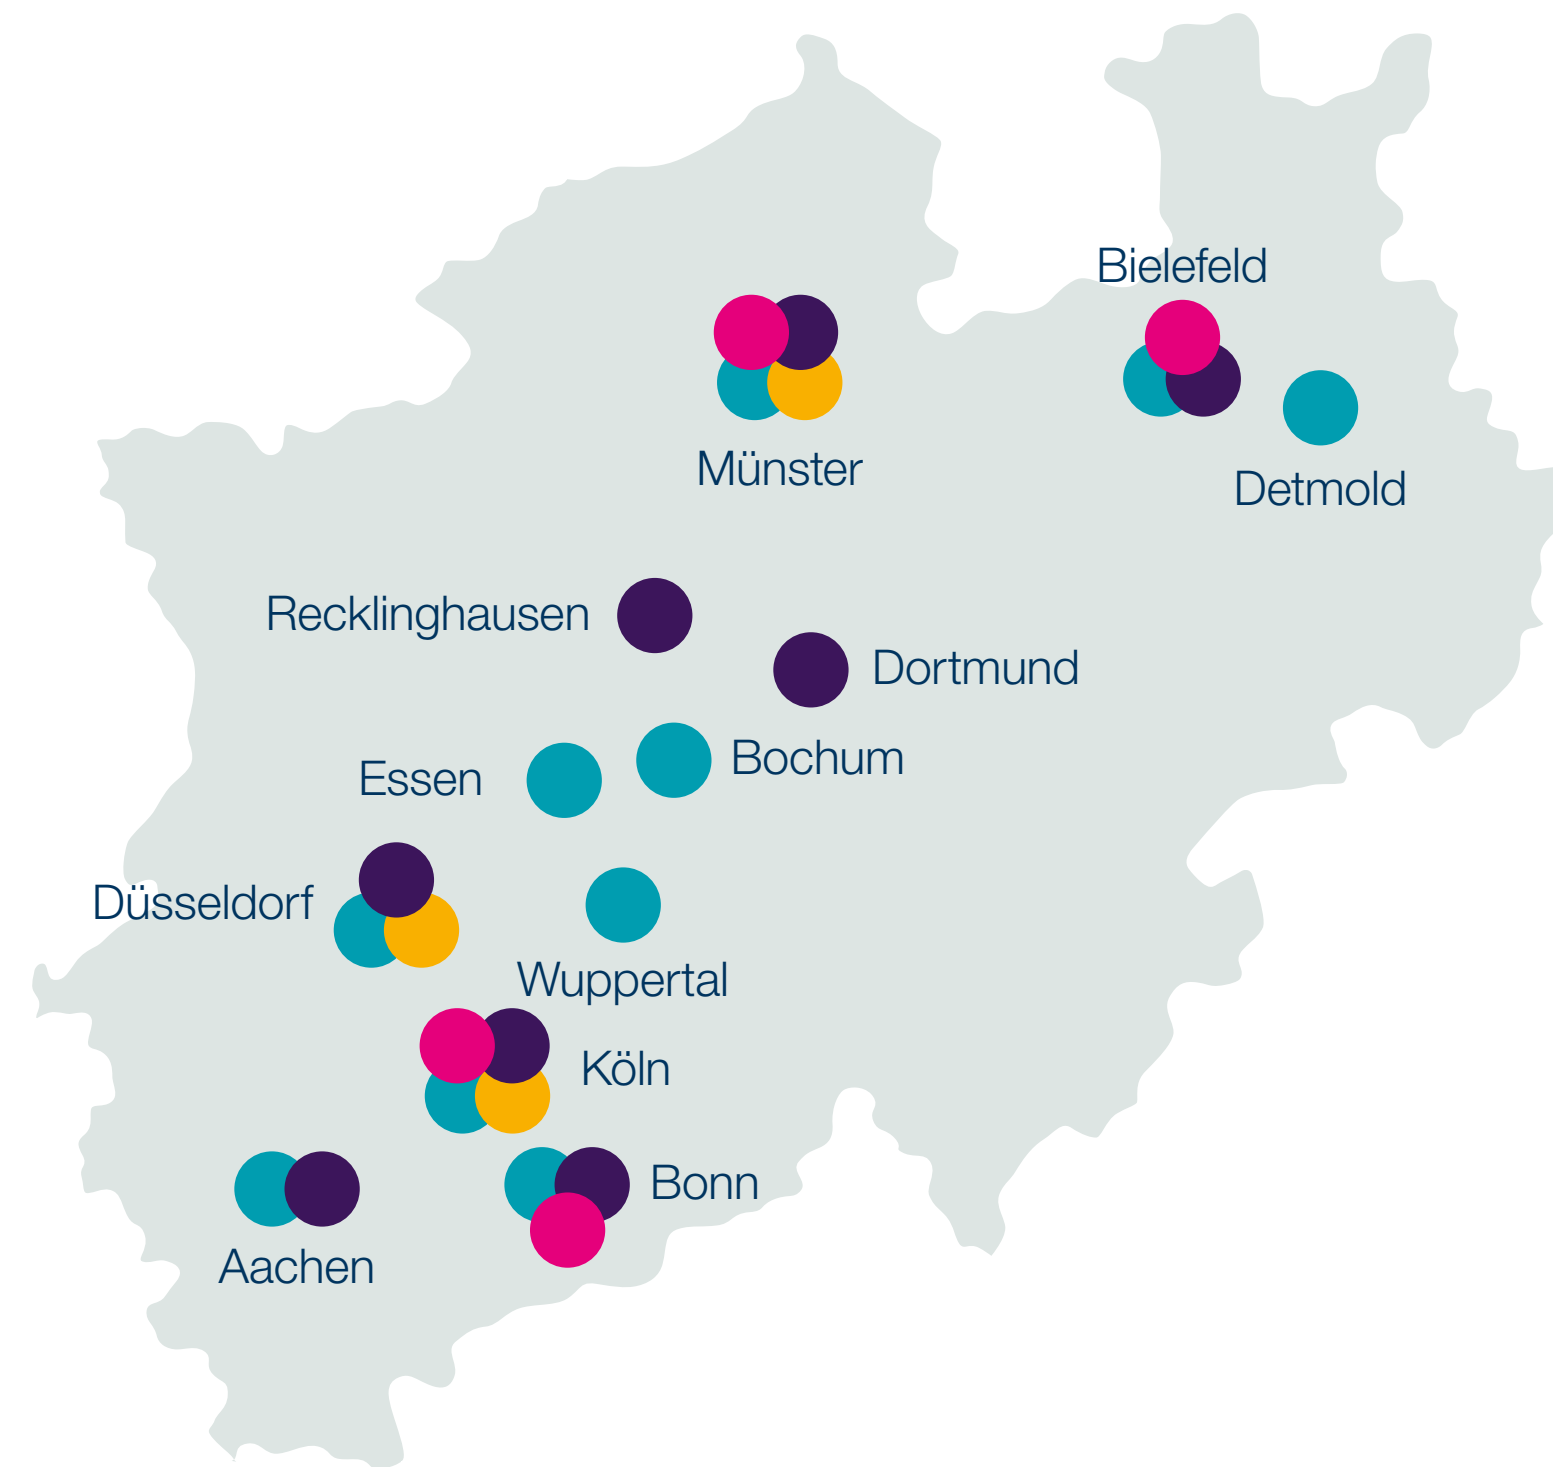 Bielefeld
Münster
Detmold
Recklinghausen
Dortmund
Bochum
Essen
Düsseldorf
Wuppertal
Köln
Bonn
Aachen